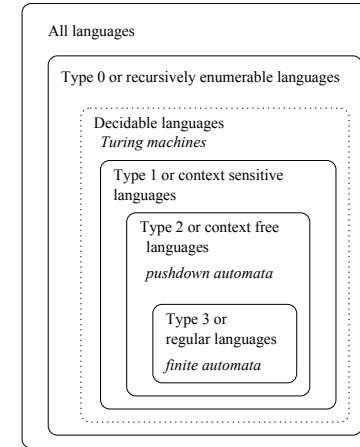 All languages
Type 0 or recursively enumerable languages
Decidable languages
Turing machines
Type 1 or context sensitive
languages
Type 2 or context free
languages
pushdown automata
Type 3 or
regular languages
finite automata